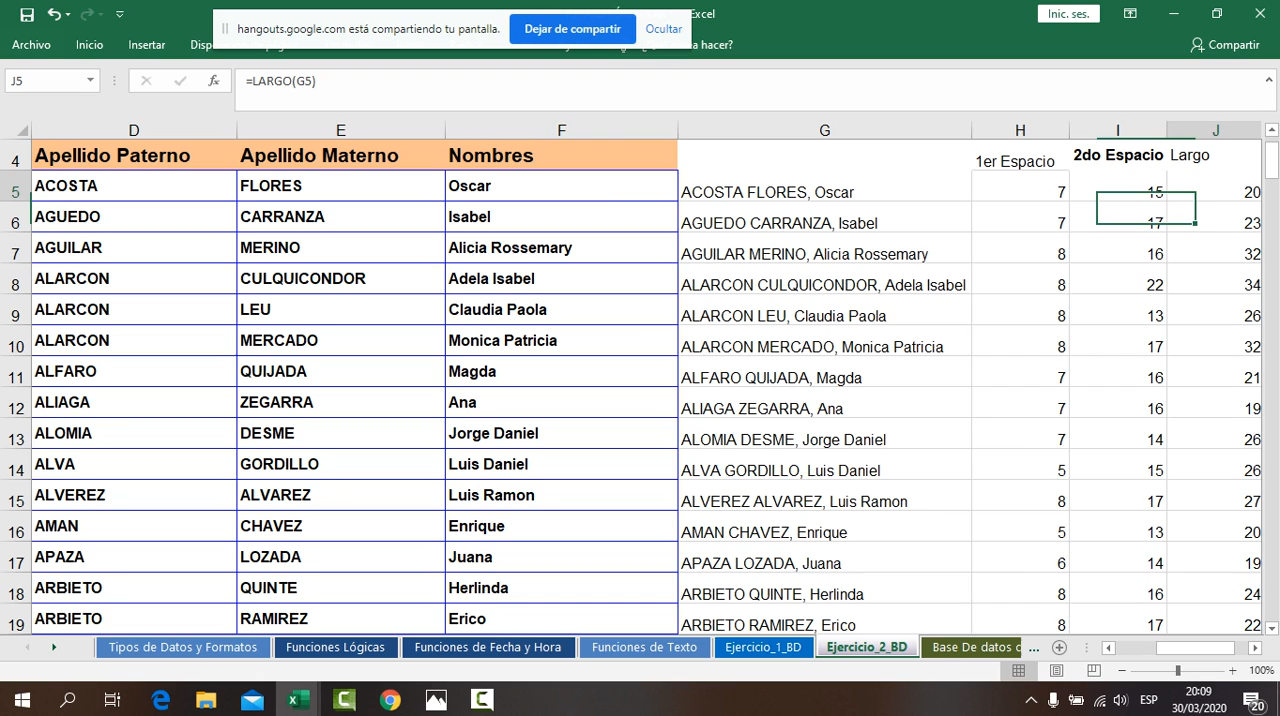 hangouts.google.com está compartiendo tu pantalla. Dejar de compartir Ocultar
Excel
Inic. ses.
Archivo Inicio Insertar Disp hacer? Compartir
J5 fx =LARGO(G5)
D E F G H I J
4 Apellido Paterno Apellido Materno Nombres 1er Espacio 2do Espacio Largo
5 ACOSTA FLORES Oscar ACOSTA FLORES, Oscar 7 15 20
6 AGUEDO CARRANZA Isabel AGUEDO CARRANZA, Isabel 7 17 23
7 AGUILAR MERINO Alicia Rossemary AGUILAR MERINO, Alicia Rossemary 8 16 32
8 ALARCON CULQUICONDOR Adela Isabel ALARCON CULQUICONDOR, Adela Isabel 8 22 34
9 ALARCON LEU Claudia Paola ALARCON LEU, Claudia Paola 8 13 26
10 ALARCON MERCADO Monica Patricia ALARCON MERCADO, Monica Patricia 8 17 32
11 ALFARO QUIJADA Magda ALFARO QUIJADA, Magda 7 16 21
12 ALIAGA ZEGARRA Ana ALIAGA ZEGARRA, Ana 7 16 19
13 ALOMIA DESME Jorge Daniel ALOMIA DESME, Jorge Daniel 7 14 26
14 ALVA GORDILLO Luis Daniel ALVA GORDILLO, Luis Daniel 5 15 26
15 ALVEREZ ALVAREZ Luis Ramon ALVEREZ ALVAREZ, Luis Ramon 8 17 27
16 AMAN CHAVEZ Enrique AMAN CHAVEZ, Enrique 5 13 20
17 APAZA LOZADA Juana APAZA LOZADA, Juana 6 14 19
18 ARBIETO QUINTE Herlinda ARBIETO QUINTE, Herlinda 8 16 24
19 ARBIETO RAMIREZ Erico ARBIETO RAMIREZ, Erico 8 17 22
Tipos de Datos y Formatos Funciones Lógicas Funciones de Fecha y Hora Funciones de Texto Ejercicio_1_BD Ejercicio_2_BD Base De datos c ...
ESP 20:09
30/03/2020 20